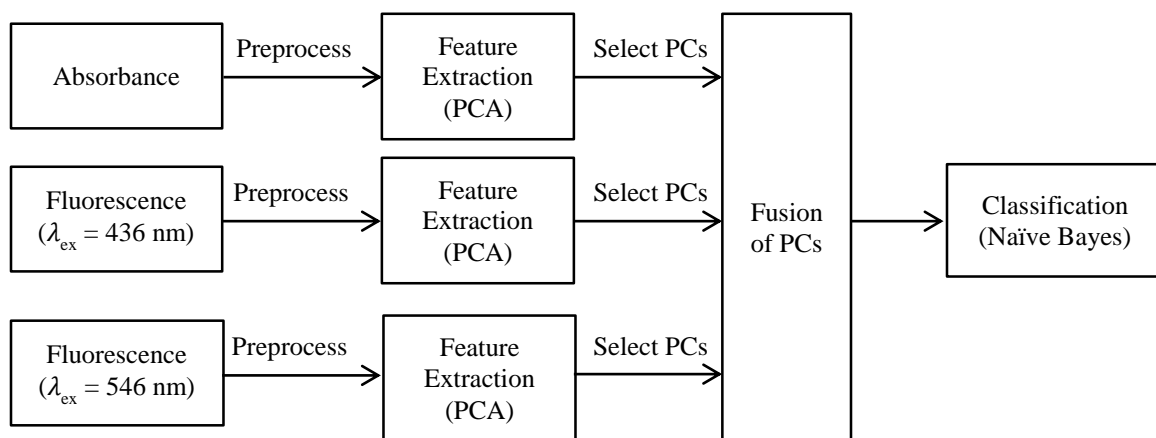 Absorbance
Preprocess
Feature
Extraction
(PCA)
Select PCs
Fluorescence
(λex = 436 nm)
Preprocess
Feature
Extraction
(PCA)
Select PCs
Fluorescence
(λex = 546 nm)
Preprocess
Feature
Extraction
(PCA)
Select PCs
Fusion
of PCs
Classification
(Naïve Bayes)